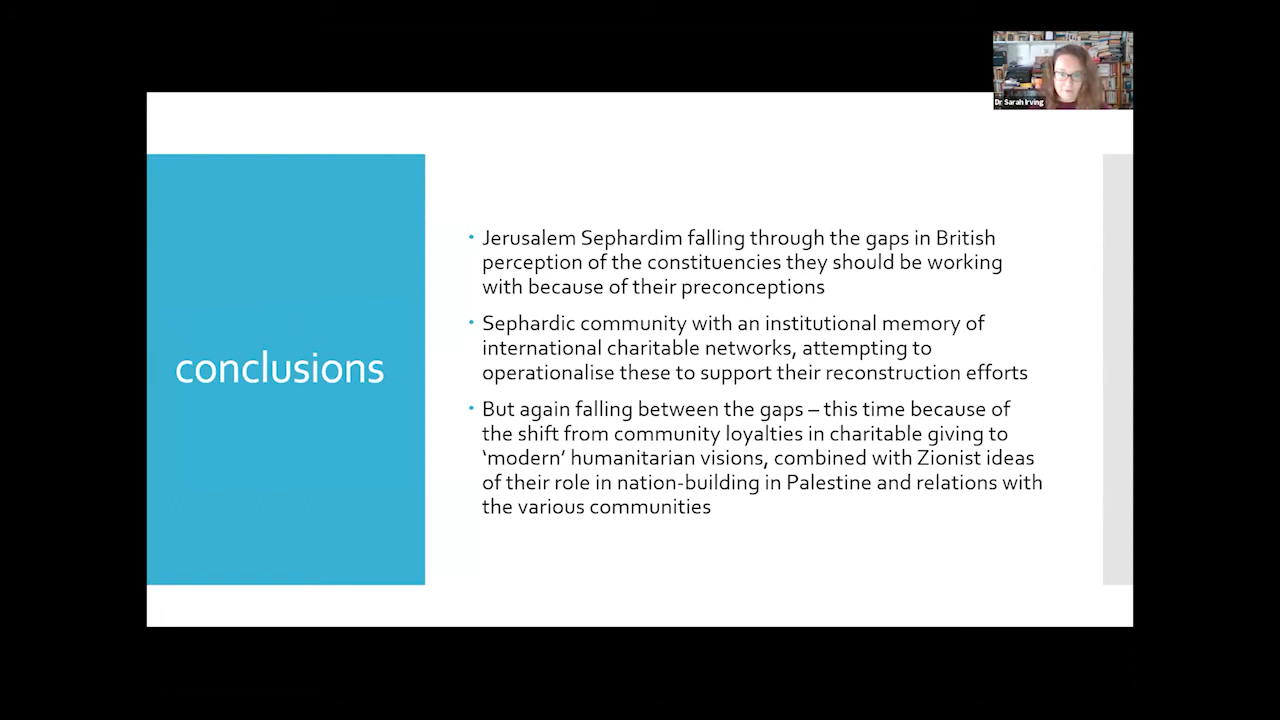 Dr Sarah Irving
conclusions
• Jerusalem Sephardim falling through the gaps in British
perception of the constituencies they should be working
with because of their preconceptions
• Sephardic community with an institutional memory of
international charitable networks, attempting to
operationalise these to support their reconstruction efforts
• But again falling between the gaps – this time because of
the shift from community loyalties in charitable giving to
‘modern’ humanitarian visions, combined with Zionist ideas
of their role in nation-building in Palestine and relations with
the various communities